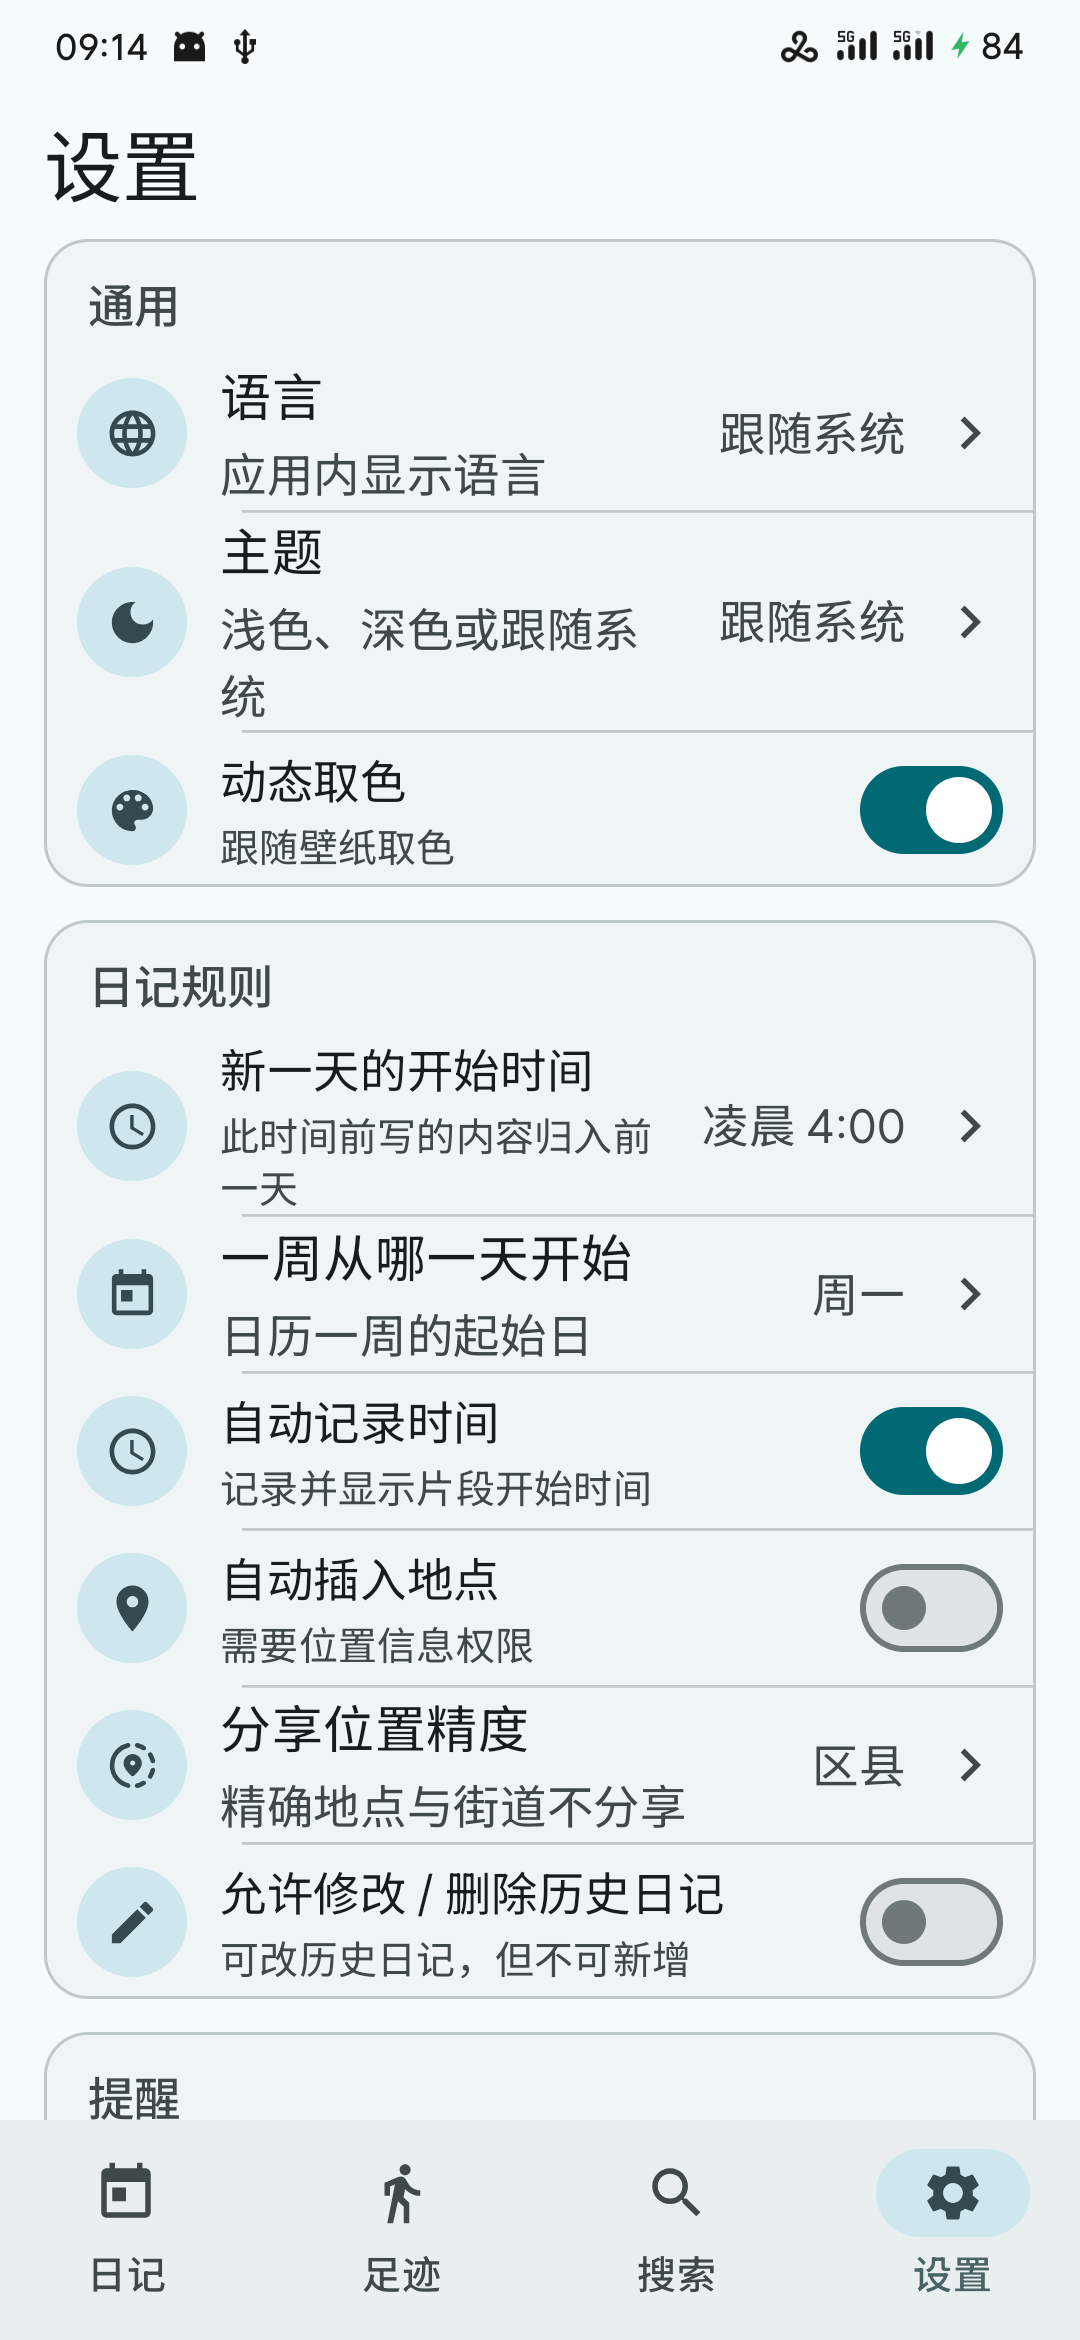 09:14
5G 5G 84
设置
通用
语言
应用内显示语言
跟随系统
主题
浅色、深色或跟随系
统
跟随系统
动态取色
跟随壁纸取色
日记规则
新一天的开始时间
此时间前写的内容归入前
一天
凌晨 4:00
一周从哪一天开始
日历一周的起始日
周一
自动记录时间
记录并显示片段开始时间
自动插入地点
需要位置信息权限
分享位置精度
精确地点与街道不分享
区县
允许修改 / 删除历史日记
可改历史日记，但不可新增
提醒
日记
足迹
搜索
设置